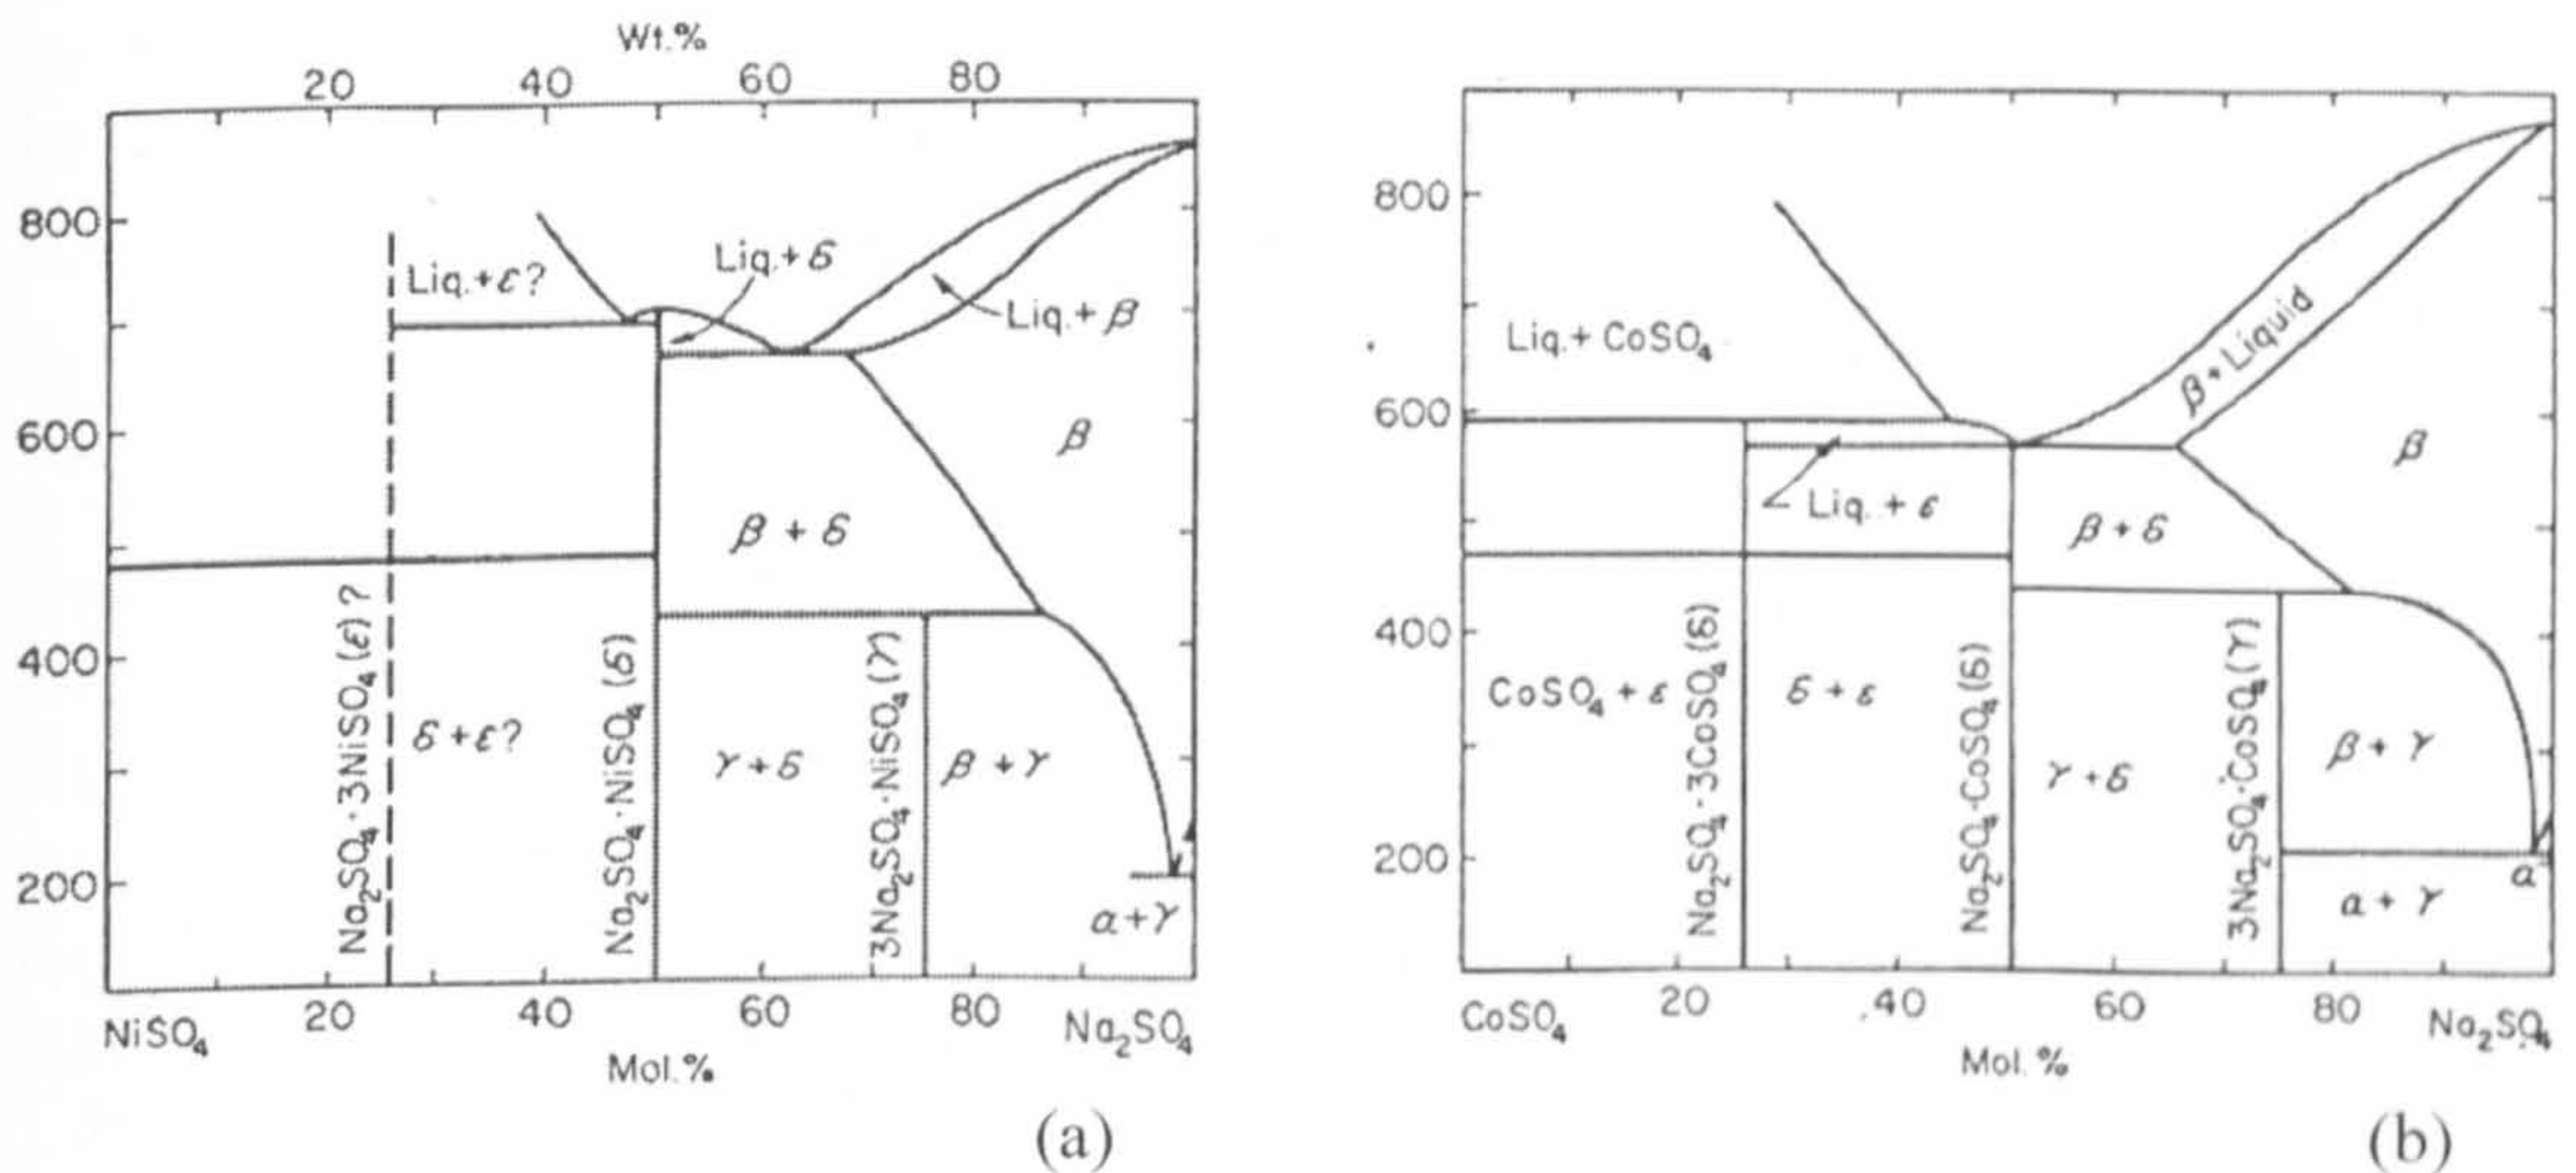 Wt.%
20 40 60 80
800
600
400
200
Liq.+ε?
Liq.+δ
Liq.+β
β
β + δ
Na₂SO₄·3NiSO₄(ε)?
δ+ε?
Na₂SO₄·NiSO₄(δ)
γ+δ
3Na₂SO₄·NiSO₄(γ)
β+γ
α+γ
NiSO₄ 20 40 60 80 Na₂SO₄
Mol.%
(a)
800
600
400
200
Liq.+ CoSO₄
β+Liquid
β
Liq. + ε
β + δ
CoSO₄ + ε
Na₂SO₄·3CoSO₄(δ)
δ + ε
Na₂SO₄·CoSO₄(δ)
γ+δ
3Na₂SO₄·CoSO₄(γ)
β+ γ
α
α+ γ
CoSO₄ 20 40 60 80 Na₂SO₄
Mol.%
(b)